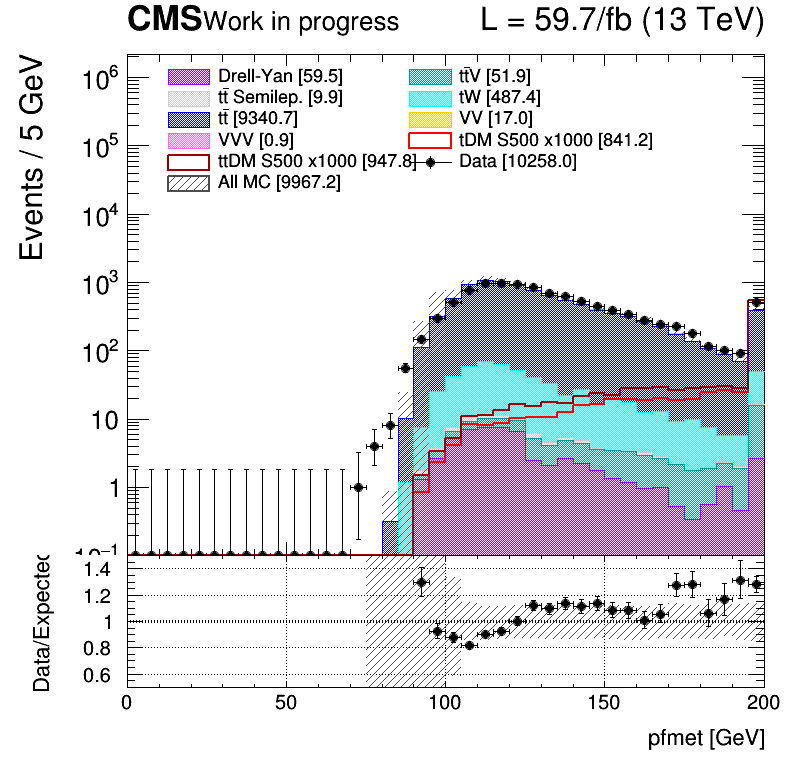 CMS Work in progress L = 59.7/fb (13 TeV)
Events / 5 GeV
Drell-Yan [59.5] tt̄V [51.9]
tt̄ Semilep. [9.9] tW [487.4]
tt̄ [9340.7] VV [17.0]
VVV [0.9] tDM S500 x1000 [841.2]
ttDM S500 x1000 [947.8] Data [10258.0]
All MC [9967.2]
10⁶
10⁵
10⁴
10³
10²
10
1
10⁻¹
Data/Expected
1.4
1.2
1
0.8
0.6
0 50 100 150 200
pfmet [GeV]